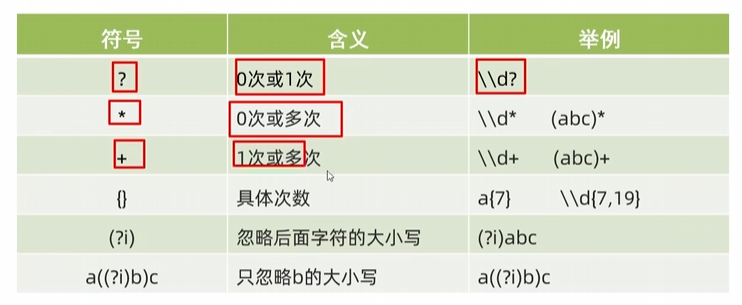 符号 含义 举例
? 0次或1次 \\d?
* 0次或多次 \\d* (abc)*
+ 1次或多次 \\d+ (abc)+
{} 具体次数 a{7} \\d{7,19}
(?i) 忽略后面字符的大小写 (?i)abc
a((?i)b)c 只忽略b的大小写 a((?i)b)c